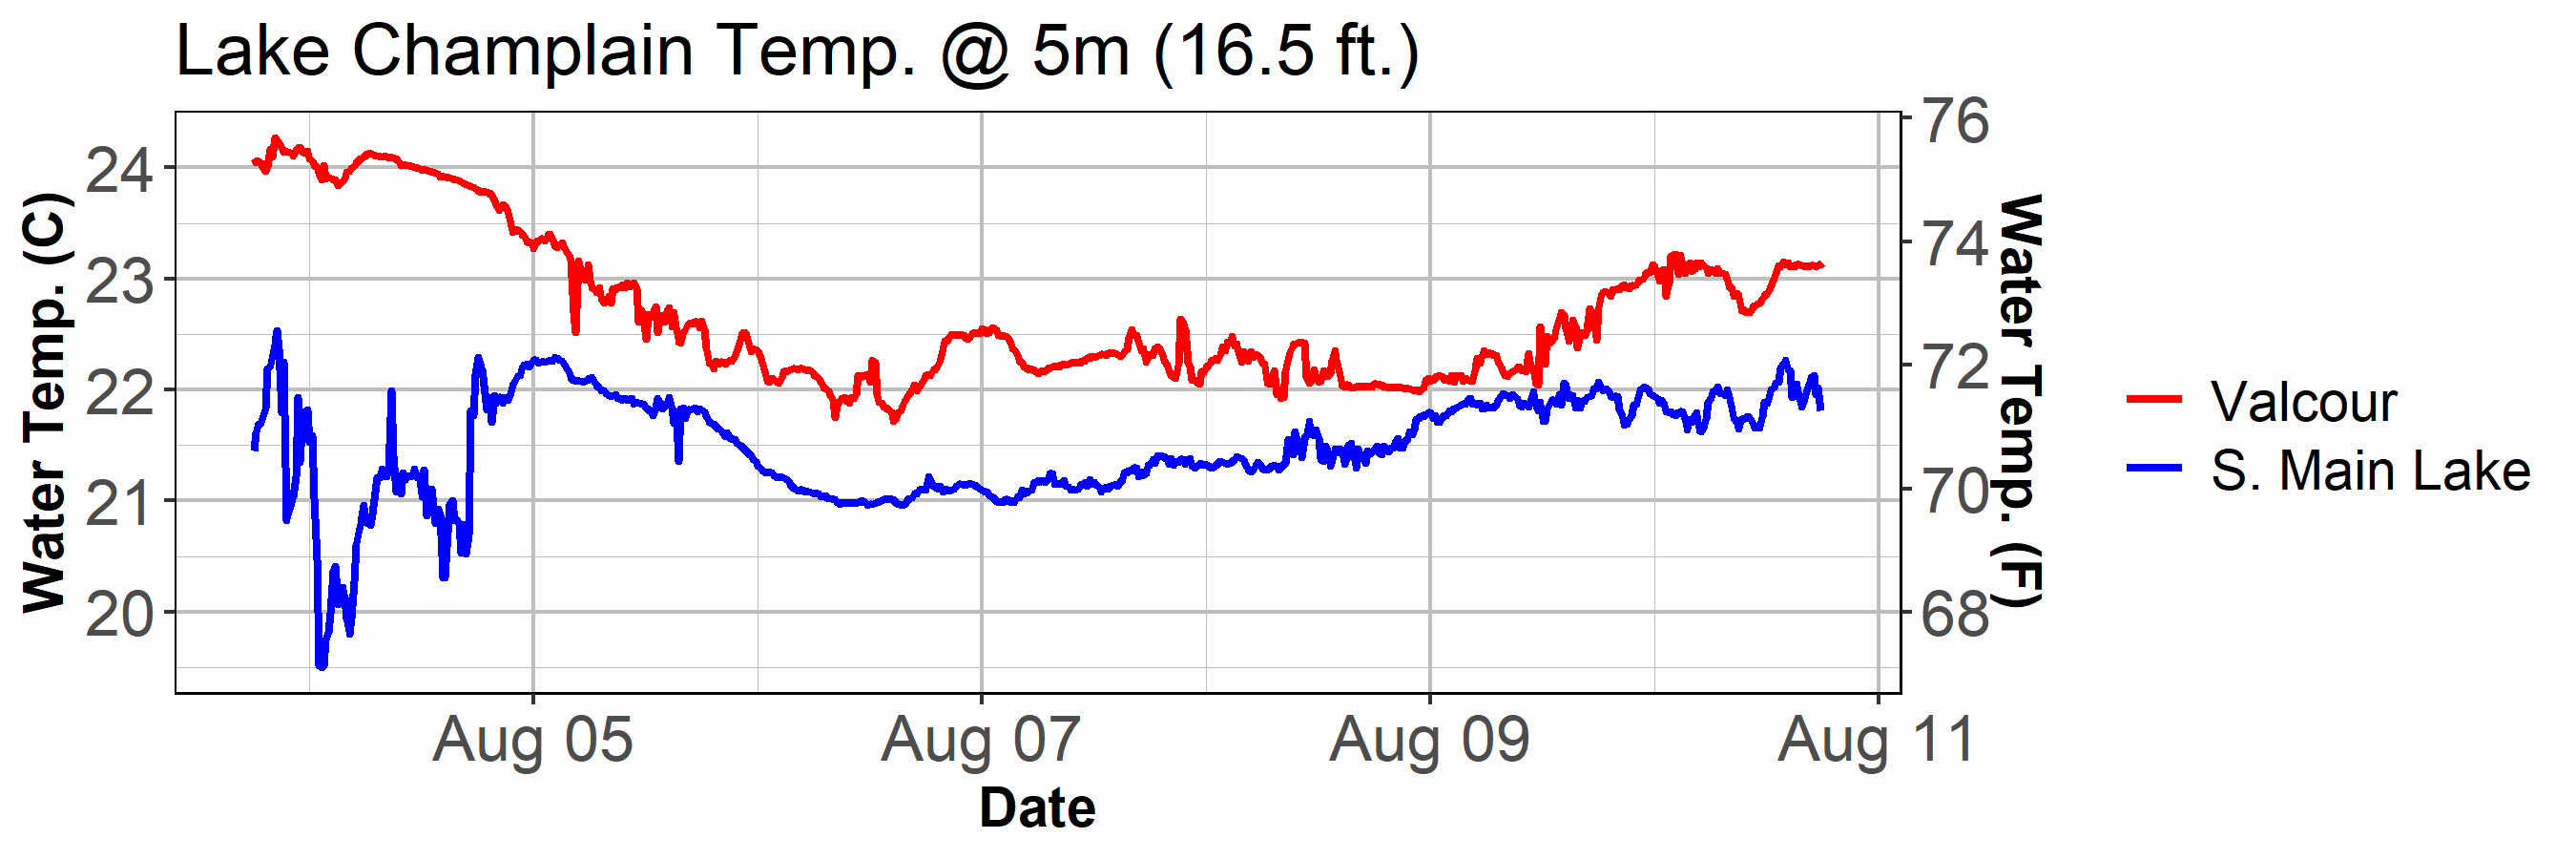 Lake Champlain Temp. @ 5m (16.5 ft.)
Water Temp. (C)
24
23
22
21
20
76
74
72
70
68
Water Temp. (F)
Aug 05
Aug 07
Aug 09
Aug 11
Date
Valcour
S. Main Lake